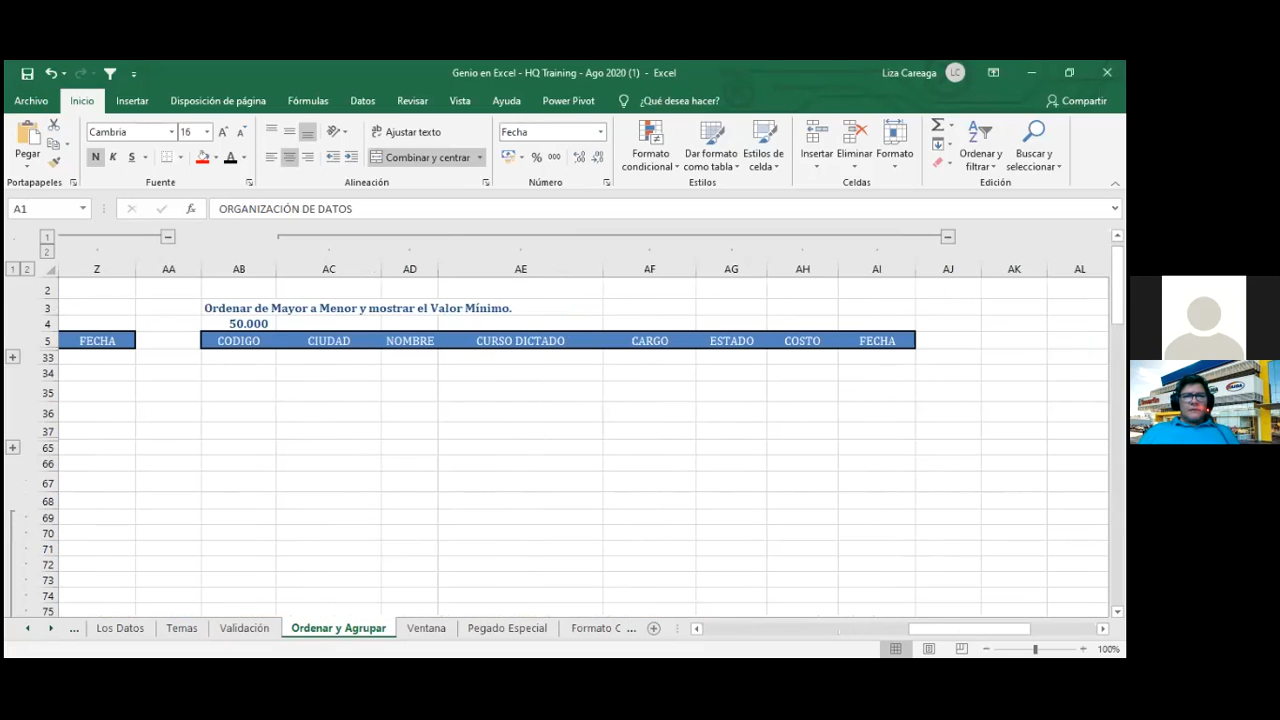 Genio en Excel - HQ Training - Ago 2020 (1) - Excel
Liza Careaga LC
Archivo Inicio Insertar Disposición de página Fórmulas Datos Revisar Vista Ayuda Power Pivot ¿Qué desea hacer? Compartir
Cambria 16 A A Ajustar texto Fecha
Pegar N K S A Combinar y centrar % 000
Formato condicional Dar formato como tabla Estilos de celda Insertar Eliminar Formato Ordenar y filtrar Buscar y seleccionar
Portapapeles Fuente Alineación Número Estilos Celdas Edición
A1 fx ORGANIZACIÓN DE DATOS
1
2
1 2 Z AA AB AC AD AE AF AG AH AI AJ AK AL
2
3 Ordenar de Mayor a Menor y mostrar el Valor Mínimo.
4 50.000
5 FECHA CODIGO CIUDAD NOMBRE CURSO DICTADO CARGO ESTADO COSTO FECHA
33
34
35
36
37
65
66
67
68
69
70
71
72
73
74
75
... Los Datos Temas Validación Ordenar y Agrupar Ventana Pegado Especial Formato C ...
100%